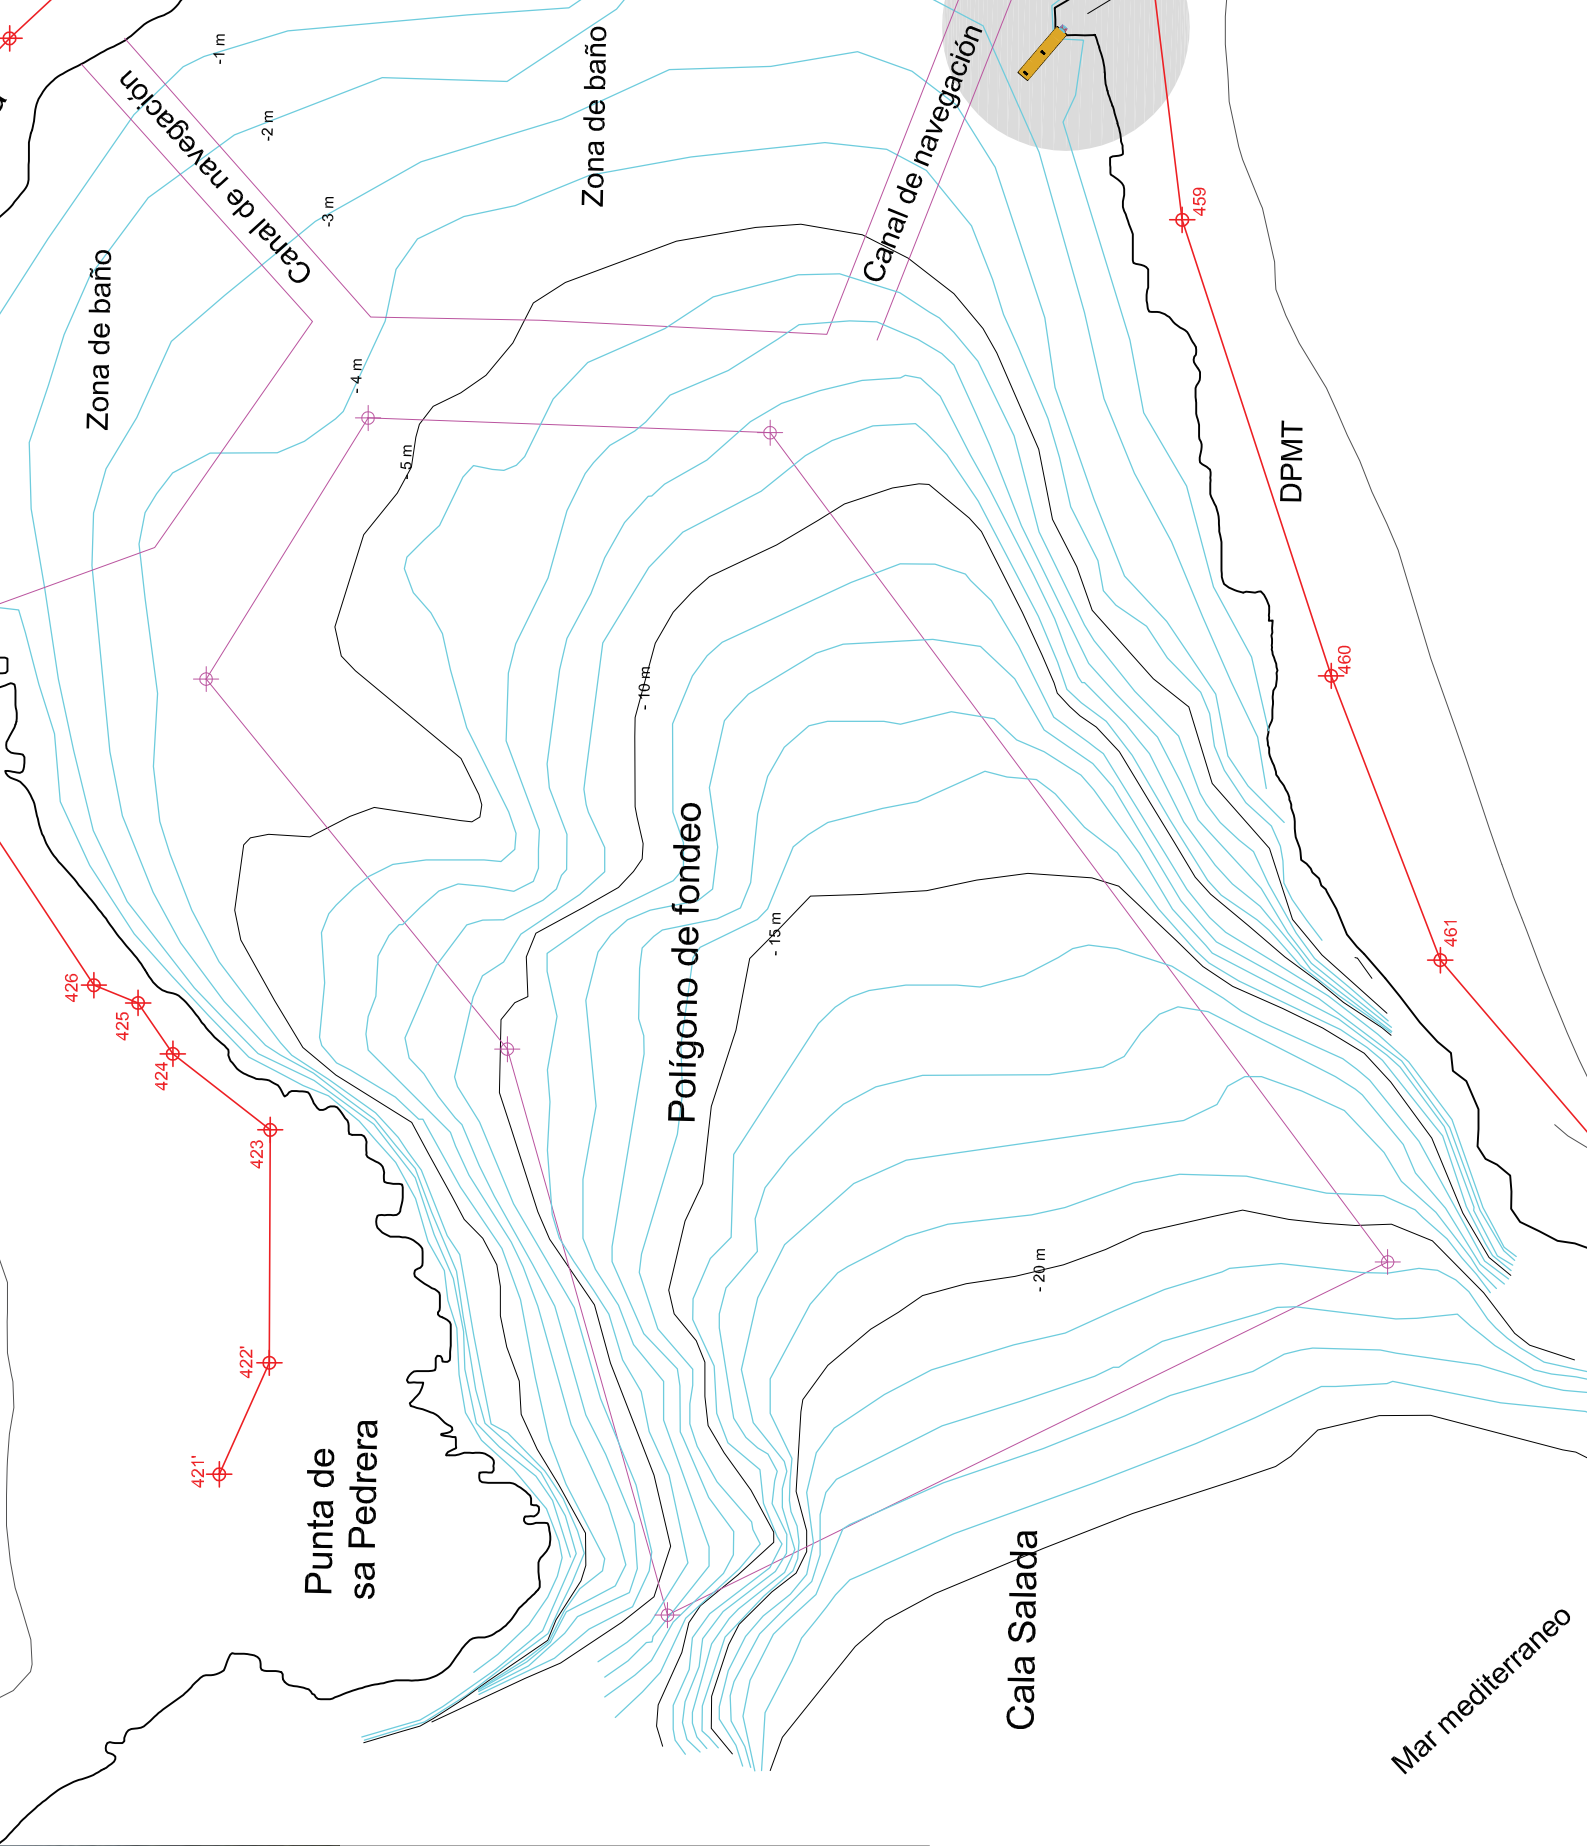 -1 m
-2 m
-3 m
- 4 m
- 5 m
- 10 m
- 15 m
- 20 m
Canal de navegación
Zona de baño
Zona de baño
Canal de navegación
459
460
461
DPMT
Polígono de fondeo
426
425
424
423
422'
421'
Punta de
sa Pedrera
Cala Salada
Mar mediterraneo